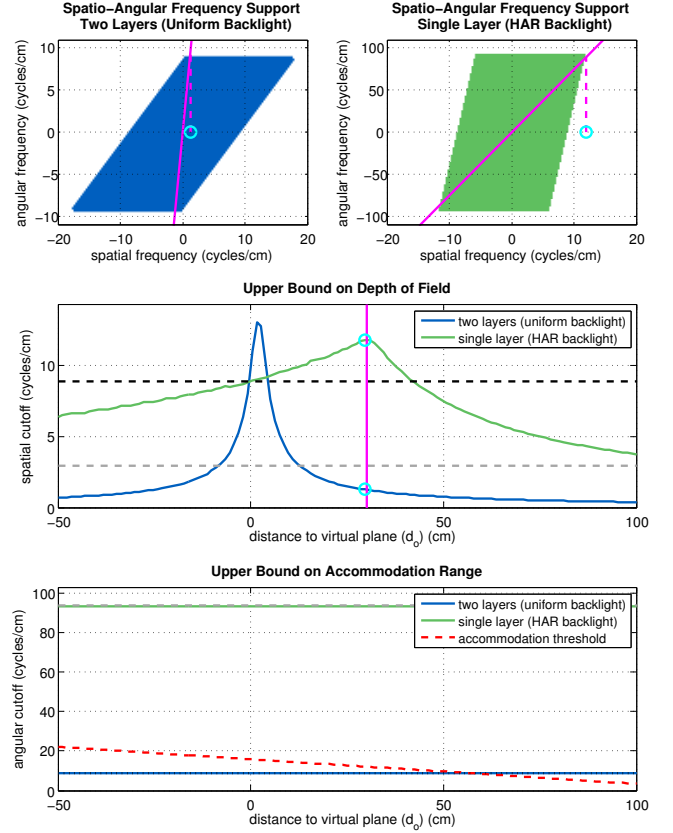 Spatio−Angular Frequency Support
Two Layers (Uniform Backlight)
angular frequency (cycles/cm)
10
5
0
−5
−10
−20
−10
0
10
20
spatial frequency (cycles/cm)
Spatio−Angular Frequency Support
Single Layer (HAR Backlight)
angular frequency (cycles/cm)
100
50
0
−50
−100
−20
−10
0
10
20
spatial frequency (cycles/cm)
Upper Bound on Depth of Field
two layers (uniform backlight)
single layer (HAR backlight)
spatial cutoff (cycles/cm)
10
5
0
−50
0
50
100
distance to virtual plane (do) (cm)
Upper Bound on Accommodation Range
two layers (uniform backlight)
single layer (HAR backlight)
accommodation threshold
angular cutoff (cycles/cm)
100
80
60
40
20
0
−50
0
50
100
distance to virtual plane (do) (cm)